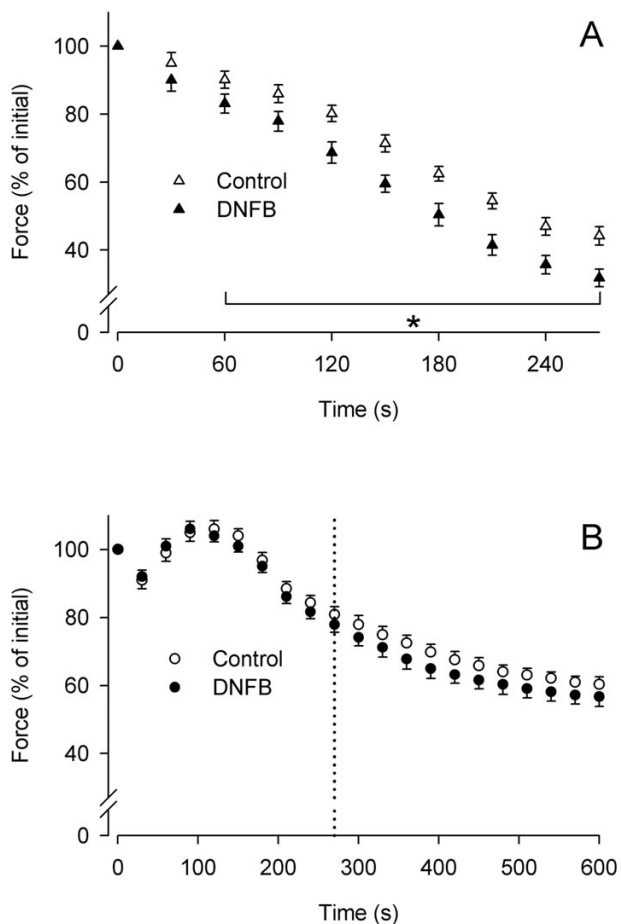 A
100
80
60
40
0
Force (% of initial)
Control
DNFB
*
0 60 120 180 240
Time (s)
B
100
80
60
40
0
Force (% of initial)
Control
DNFB
0 100 200 300 400 500 600
Time (s)